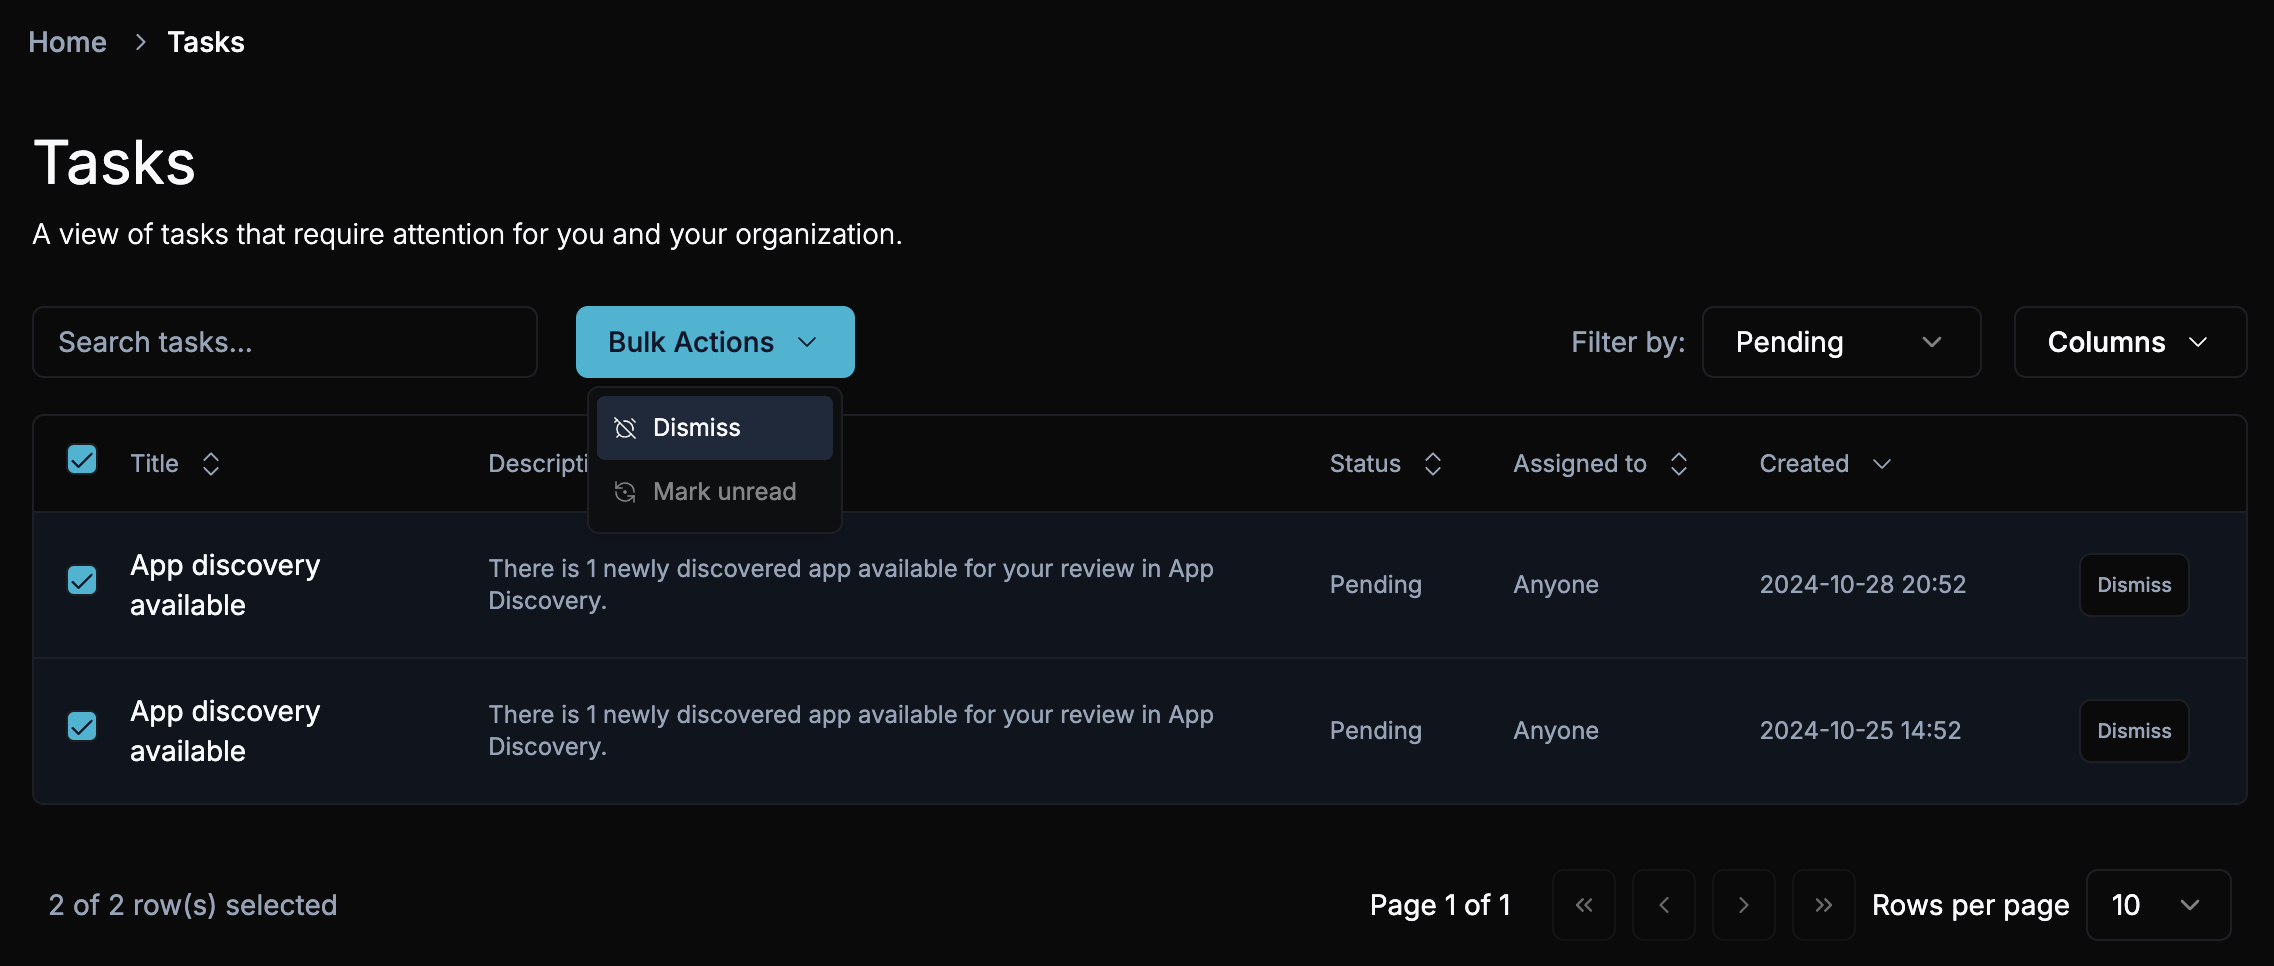 Home > Tasks
Tasks
A view of tasks that require attention for you and your organization.
Search tasks...
Bulk Actions
Filter by:
Pending
Columns
Dismiss
Mark unread
Title
Descripti
Status
Assigned to
Created
App discovery
available
There is 1 newly discovered app available for your review in App
Discovery.
Pending
Anyone
2024-10-28 20:52
Dismiss
App discovery
available
There is 1 newly discovered app available for your review in App
Discovery.
Pending
Anyone
2024-10-25 14:52
Dismiss
2 of 2 row(s) selected
Page 1 of 1
Rows per page
10